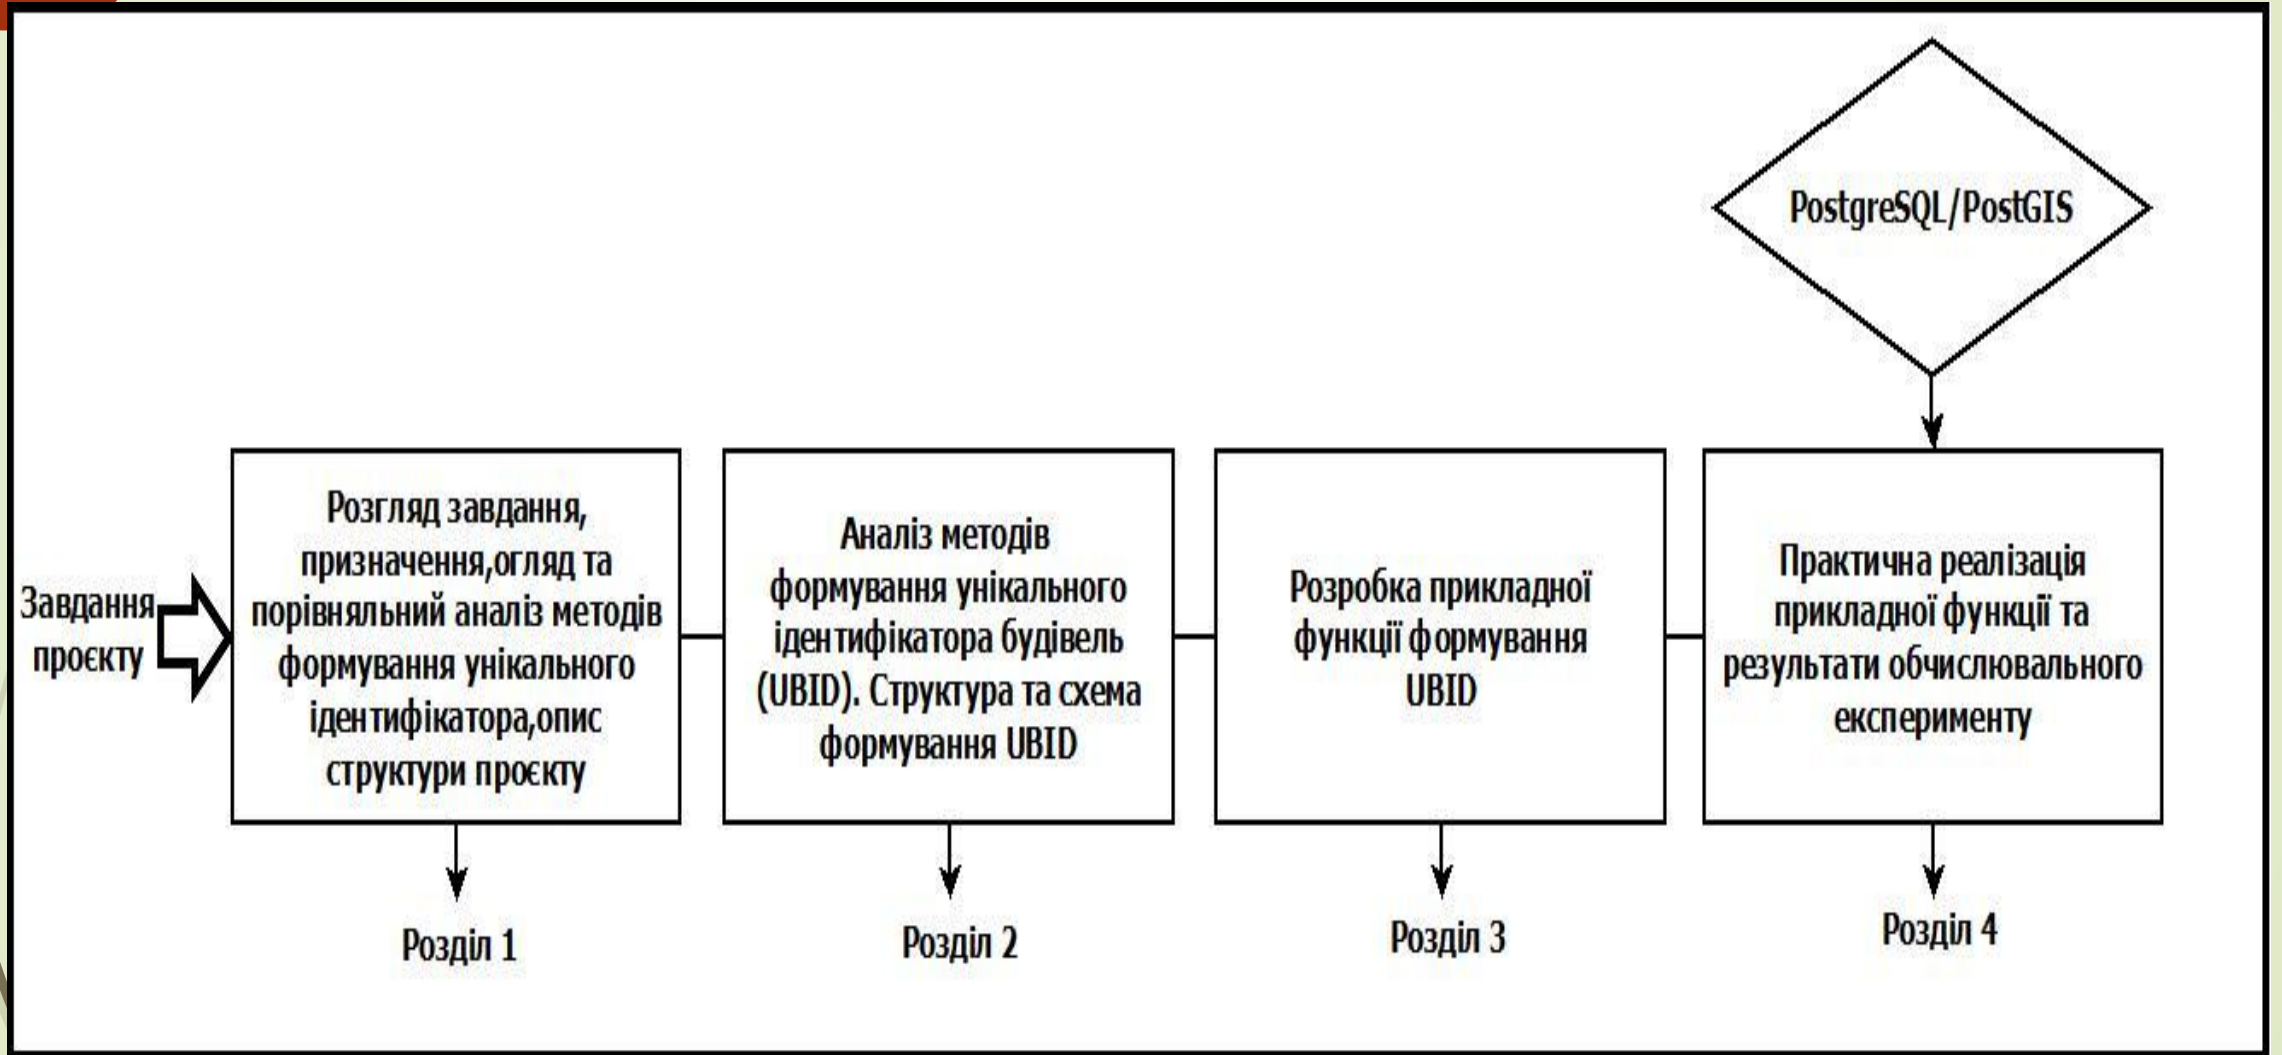 PostgreSQL/PostGIS
Завдання
проєкту
Розгляд завдання,
призначення,огляд та
порівняльний аналіз методів
формування унікального
ідентифікатора,опис
структури проєкту
Аналіз методів
формування унікального
ідентифікатора будівель
(UBID). Структура та схема
формування UBID
Розробка прикладної
функції формування
UBID
Практична реалізація
прикладної функції та
результати обчислювального
експерименту
Розділ 1
Розділ 2
Розділ 3
Розділ 4